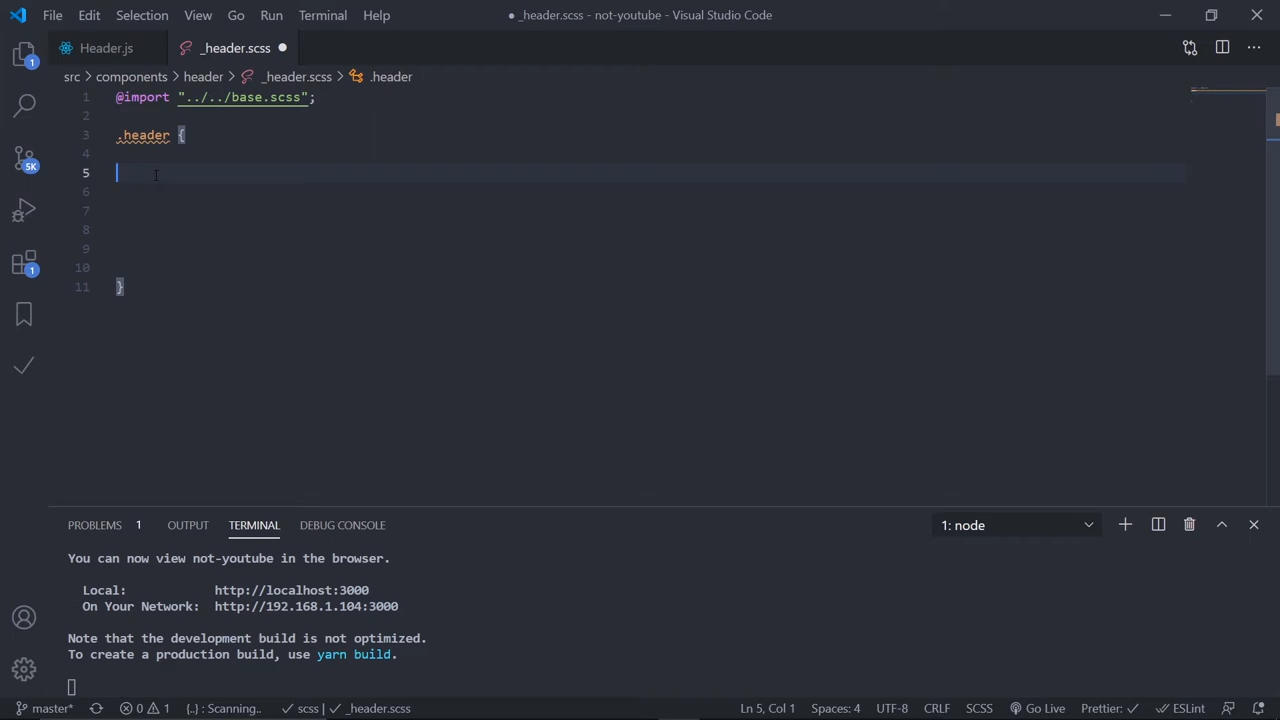 File Edit Selection View Go Run Terminal Help ● _header.scss - not-youtube - Visual Studio Code
Header.js _header.scss
src > components > header > _header.scss > .header
1 @import "../../base.scss";
2
3 .header {
4
5
6
7
8
9
10
11 }
1
5K
1
PROBLEMS 1 OUTPUT TERMINAL DEBUG CONSOLE 1: node
You can now view not-youtube in the browser.
Local: http://localhost:3000
On Your Network: http://192.168.1.104:3000
Note that the development build is not optimized.
To create a production build, use yarn build.
master* 0 1 {..} : Scanning.. scss | _header.scss Ln 5, Col 1 Spaces: 4 UTF-8 CRLF SCSS Go Live Prettier: ✓ ESLint